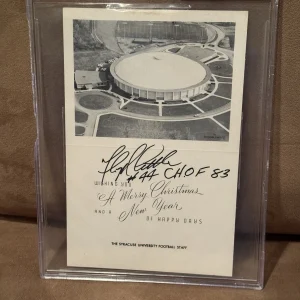 #44 CHOF 83
WISHING YOU
A Merry Christmas
AND A New Year
OF HAPPY DAYS
THE SYRACUSE UNIVERSITY FOOTBALL STAFF